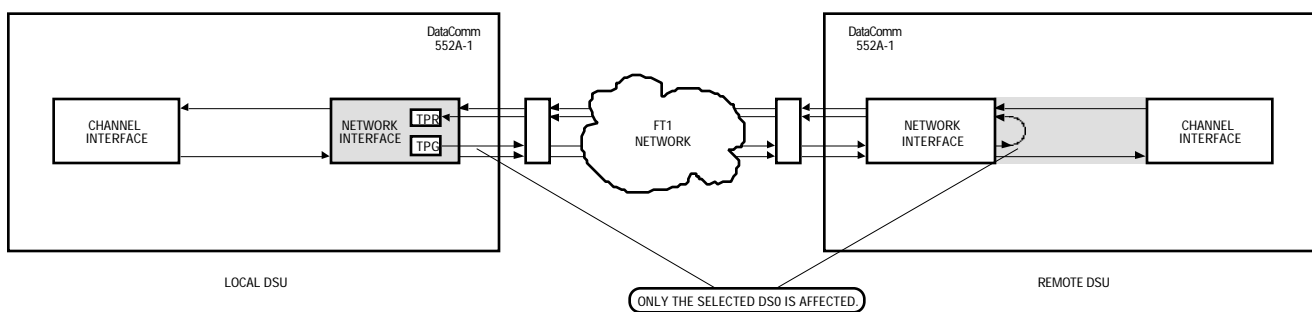 DataComm
552A-1
CHANNEL
INTERFACE
NETWORK
INTERFACE
TPR
TPG
FT1
NETWORK
DataComm
552A-1
NETWORK
INTERFACE
CHANNEL
INTERFACE
LOCAL DSU
REMOTE DSU
ONLY THE SELECTED DS0 IS AFFECTED.